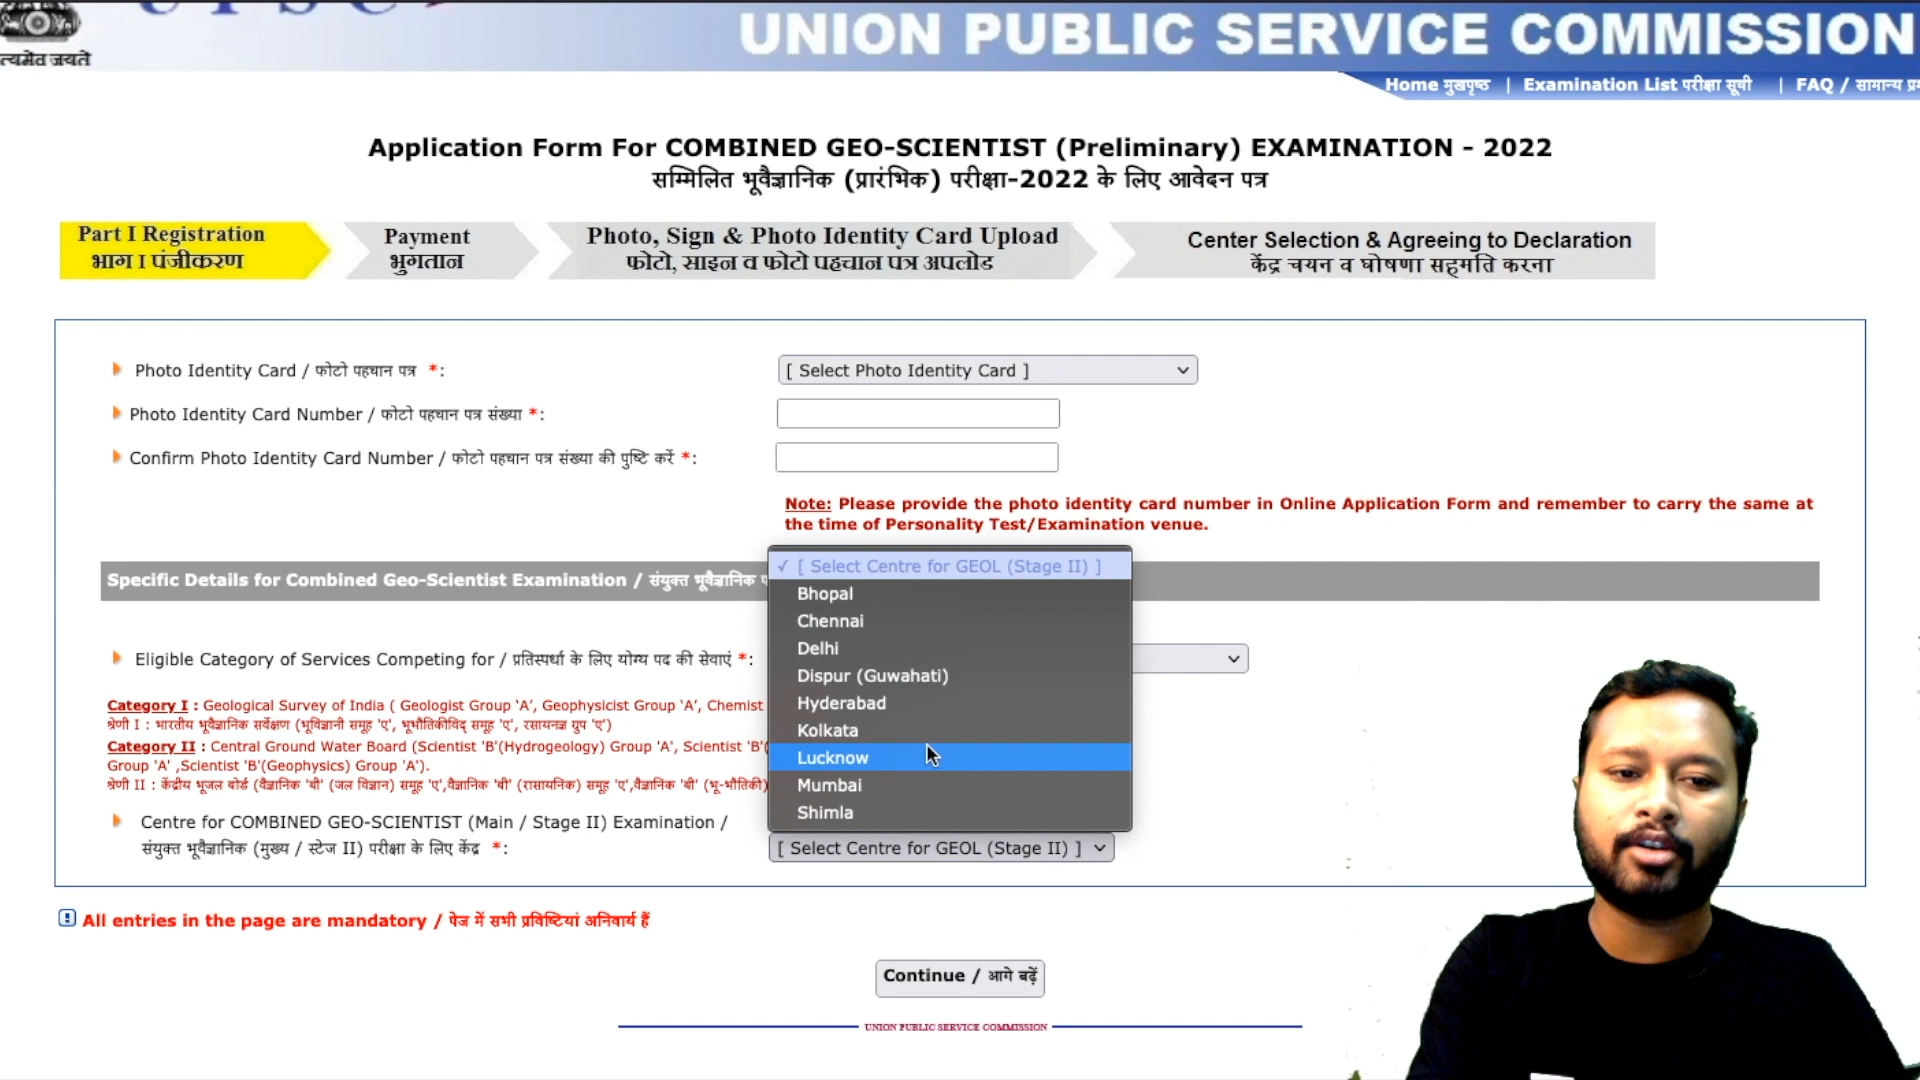 सत्यमेव जयते
UNION PUBLIC SERVICE COMMISSION
Home मुखपृष्ठ | Examination List परीक्षा सूची | FAQ / सामान्य
Application Form For COMBINED GEO-SCIENTIST (Preliminary) EXAMINATION - 2022
सम्मिलित भूवैज्ञानिक (प्रारंभिक) परीक्षा-2022 के लिए आवेदन पत्र
Part I Registration
भाग I पंजीकरण
Payment
भुगतान
Photo, Sign & Photo Identity Card Upload
फोटो, साइन व फोटो पहचान पत्र अपलोड
Center Selection & Agreeing to Declaration
केंद्र चयन व घोषणा सहमति करना
Photo Identity Card / फोटो पहचान पत्र *: [ Select Photo Identity Card ]
Photo Identity Card Number / फोटो पहचान पत्र संख्या *:
Confirm Photo Identity Card Number / फोटो पहचान पत्र संख्या की पुष्टि करें *:
Note: Please provide the photo identity card number in Online Application Form and remember to carry the same at
the time of Personality Test/Examination venue.
Specific Details for Combined Geo-Scientist Examination / संयुक्त भूवैज्ञानिक
✓ [ Select Centre for GEOL (Stage II) ]
Bhopal
Chennai
Delhi
Dispur (Guwahati)
Hyderabad
Kolkata
Lucknow
Mumbai
Shimla
Eligible Category of Services Competing for / प्रतिस्पर्धा के लिए योग्य पद की सेवाएं *:
Category I : Geological Survey of India ( Geologist Group 'A', Geophysicist Group 'A', Chemist
श्रेणी I : भारतीय भूवैज्ञानिक सर्वेक्षण (भूविज्ञानी समूह 'ए', भूभौतिकीविद् समूह 'ए', रसायनज्ञ ग्रुप 'ए')
Category II : Central Ground Water Board (Scientist 'B'(Hydrogeology) Group 'A', Scientist 'B'(
Group 'A' ,Scientist 'B'(Geophysics) Group 'A').
श्रेणी II : केंद्रीय भूजल बोर्ड (वैज्ञानिक 'बी' (जल विज्ञान) समूह 'ए',वैज्ञानिक 'बी' (रासायनिक) समूह 'ए',वैज्ञानिक 'बी' (भू-भौतिकी)
Centre for COMBINED GEO-SCIENTIST (Main / Stage II) Examination /
संयुक्त भूवैज्ञानिक (मुख्य / स्टेज II) परीक्षा के लिए केंद्र *: [ Select Centre for GEOL (Stage II) ]
All entries in the page are mandatory / पेज में सभी प्रविष्टियां अनिवार्य हैं
Continue / आगे बढ़ें
UNION PUBLIC SERVICE COMMISSION